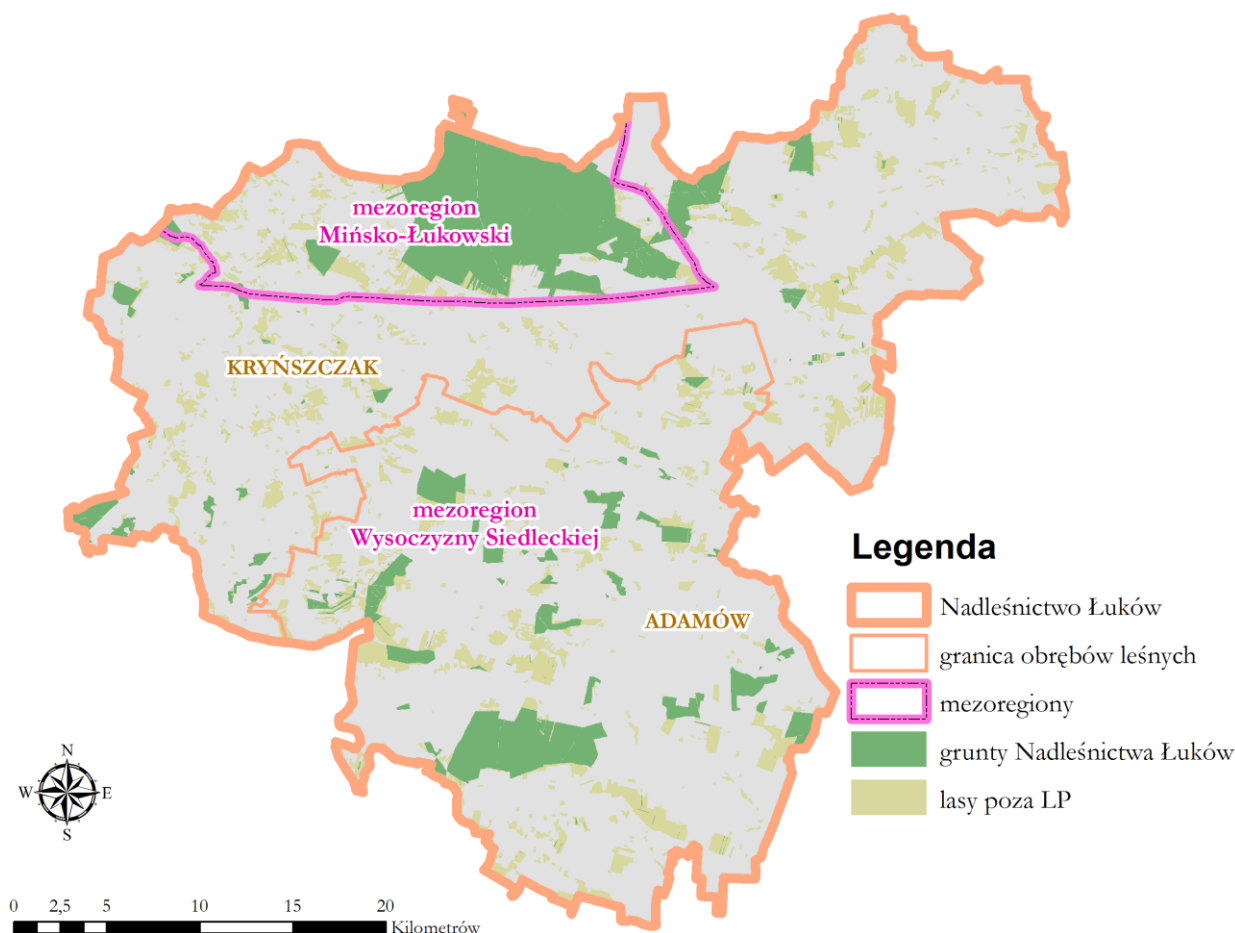 mezoregion
Mińsko-Łukowski
KRYŃSZCZAK
mezoregion
Wysoczyzny Siedleckiej
ADAMÓW
Legenda
Nadleśnictwo Łuków
granica obrębów leśnych
mezoregiony
grunty Nadleśnictwa Łuków
lasy poza LP
N
W E
S
0 2,5 5 10 15 20
Kilometrów